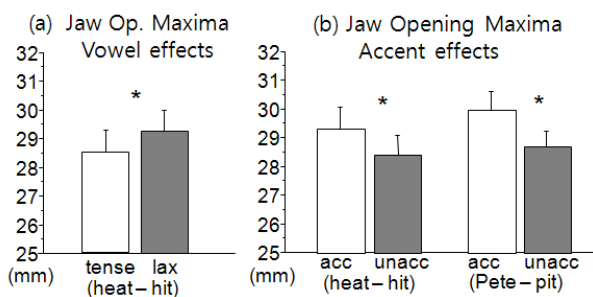 (a) Jaw Op. Maxima
Vowel effects
32
31
30
29
28
27
26
25
(mm)
*
tense lax
(heat–hit)
(b) Jaw Opening Maxima
Accent effects
32
31
30
29
28
27
26
25
(mm)
* *
acc unacc acc unacc
(heat–hit) (Pete–pit)